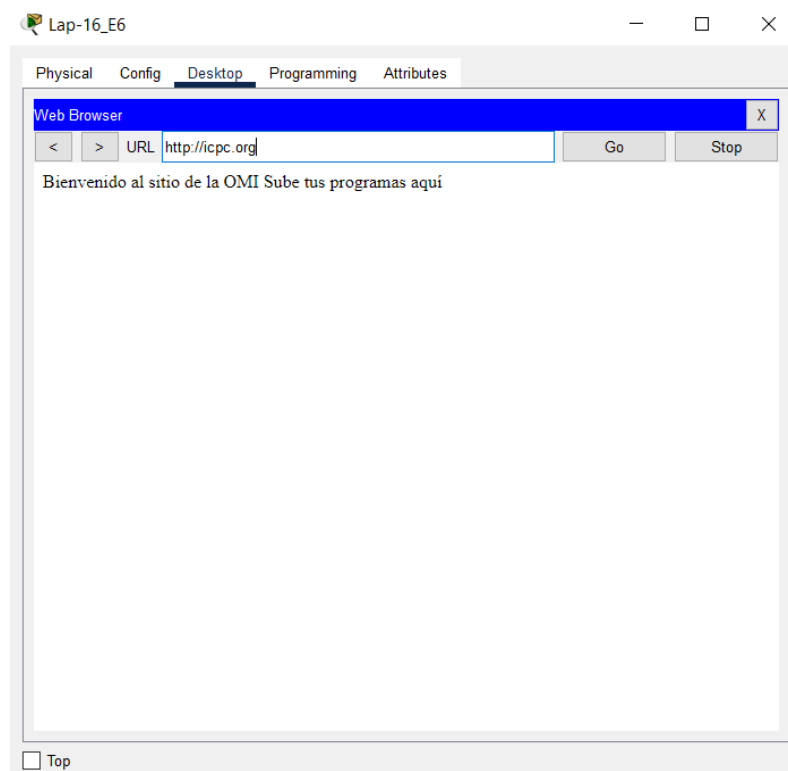 Lap-16_E6
Physical Config Desktop Programming Attributes
Web Browser X
< > URL http://icpc.org Go Stop
Bienvenido al sitio de la OMI Sube tus programas aquí
Top